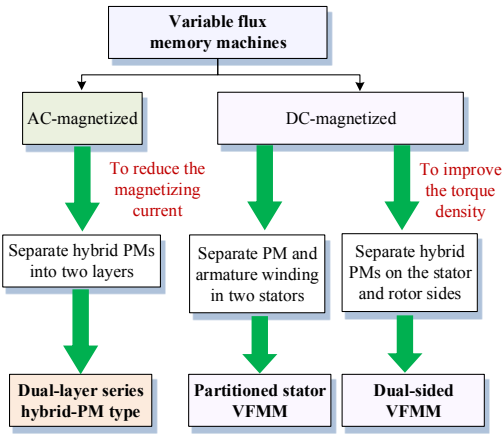 Variable flux
memory machines
AC-magnetized
DC-magnetized
To reduce the
magnetizing
current
To improve
the torque
density
Separate hybrid PMs
into two layers
Separate PM and
armature winding
in two stators
Separate hybrid
PMs on the stator
and rotor sides
Dual-layer series
hybrid-PM type
Partitioned stator
VFMM
Dual-sided
VFMM